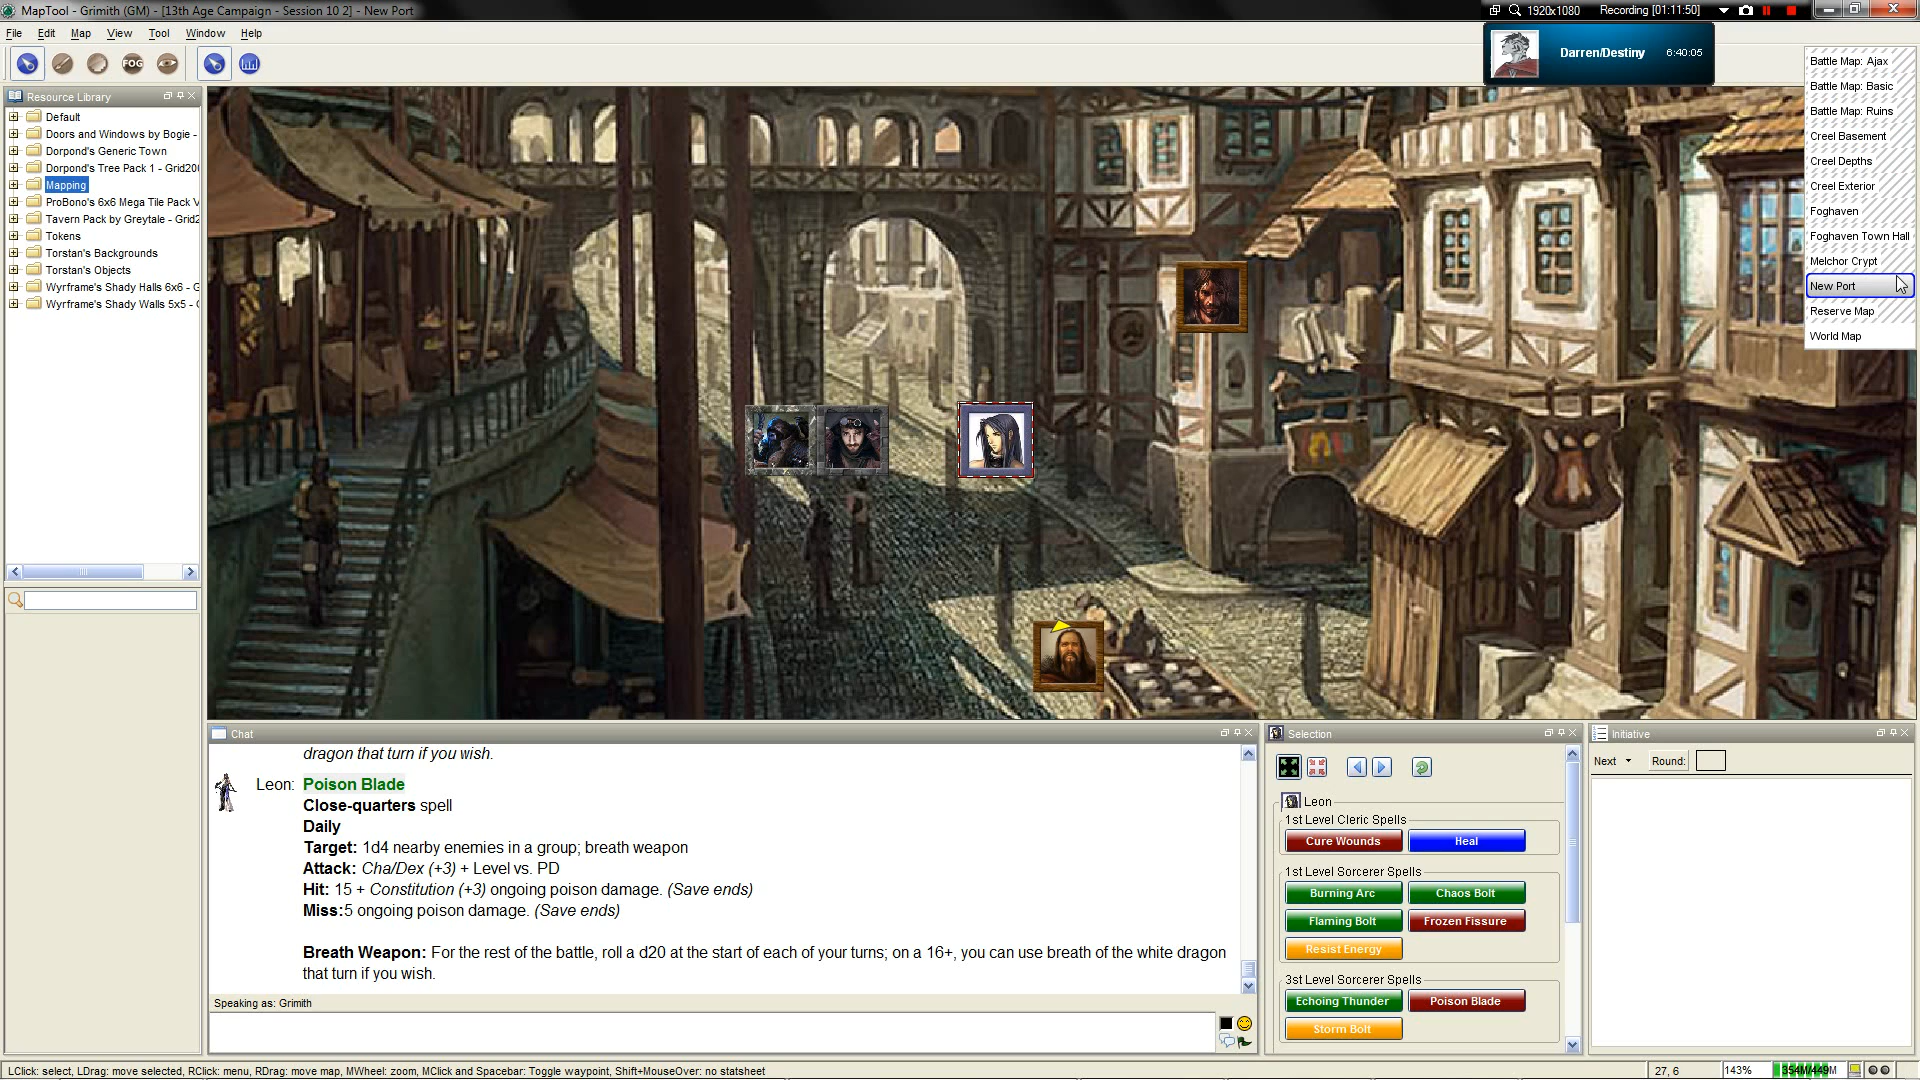 MapTool - Grimith (GM) - [13th Age Campaign - Session 10 2] - New Port
1920x1080 Recording [01:11:50]
File Edit Map View Tool Window Help
FOG
Darren/Destiny 6:40:05
Resource Library
Default
Doors and Windows by Bogie -
Dorpond's Generic Town
Dorpond's Tree Pack 1 - Grid200
Mapping
ProBono's 6x6 Mega Tile Pack V
Tavern Pack by Greytale - Grid2
Tokens
Torstan's Backgrounds
Torstan's Objects
Wyrframe's Shady Halls 6x6 - G
Wyrframe's Shady Walls 5x5 -
Battle Map: Ajax
Battle Map: Basic
Battle Map: Ruins
Creel Basement
Creel Depths
Creel Exterior
Foghaven
Foghaven Town Hall
Melchor Crypt
New Port
Reserve Map
World Map
Chat
dragon that turn if you wish.
Leon: Poison Blade
Close-quarters spell
Daily
Target: 1d4 nearby enemies in a group; breath weapon
Attack: Cha/Dex (+3) + Level vs. PD
Hit: 15 + Constitution (+3) ongoing poison damage. (Save ends)
Miss:5 ongoing poison damage. (Save ends)
Breath Weapon: For the rest of the battle, roll a d20 at the start of each of your turns; on a 16+, you can use breath of the white dragon
that turn if you wish.
Speaking as: Grimith
Selection
Leon
1st Level Cleric Spells
Cure Wounds Heal
1st Level Sorcerer Spells
Burning Arc Chaos Bolt
Flaming Bolt Frozen Fissure
Resist Energy
3st Level Sorcerer Spells
Echoing Thunder Poison Blade
Storm Bolt
Initiative
Next Round:
LClick: select, LDrag: move selected, RClick: menu, RDrag: move map, MWheel: zoom, MClick and Spacebar: Toggle waypoint, Shift+MouseOver: no statsheet
27, 6 143% 354M/449M